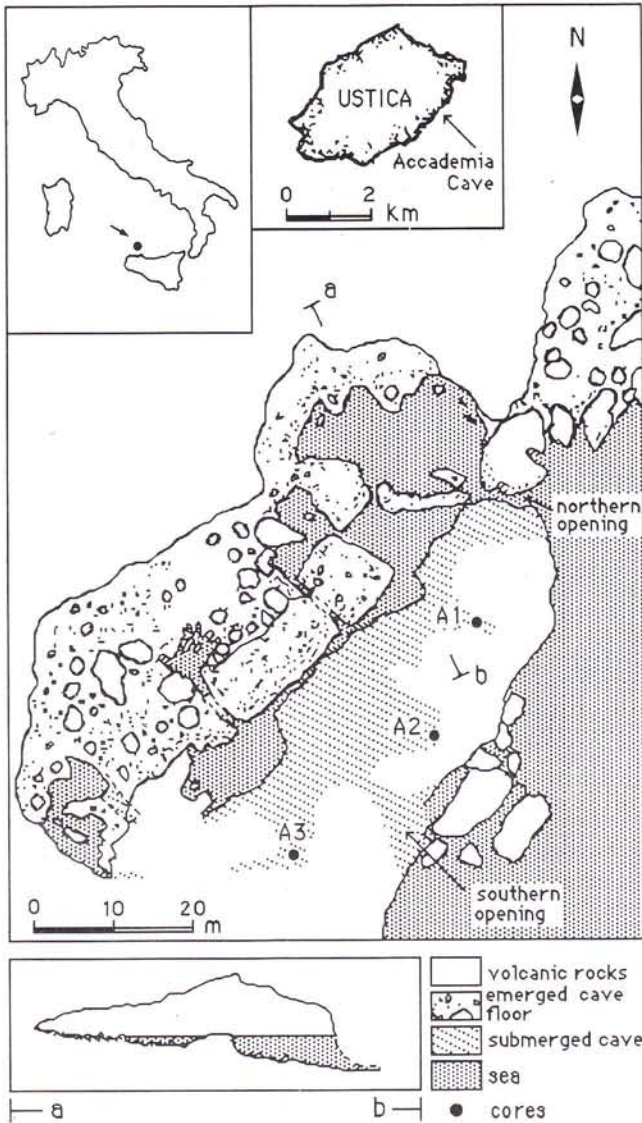 USTICA
Accademia
Cave
0 2
Km
N
a
northern
opening
A1
b
A2
A3
southern
opening
0 10 20
m
volcanic rocks
emerged cave
floor
submerged cave
sea
cores
a b